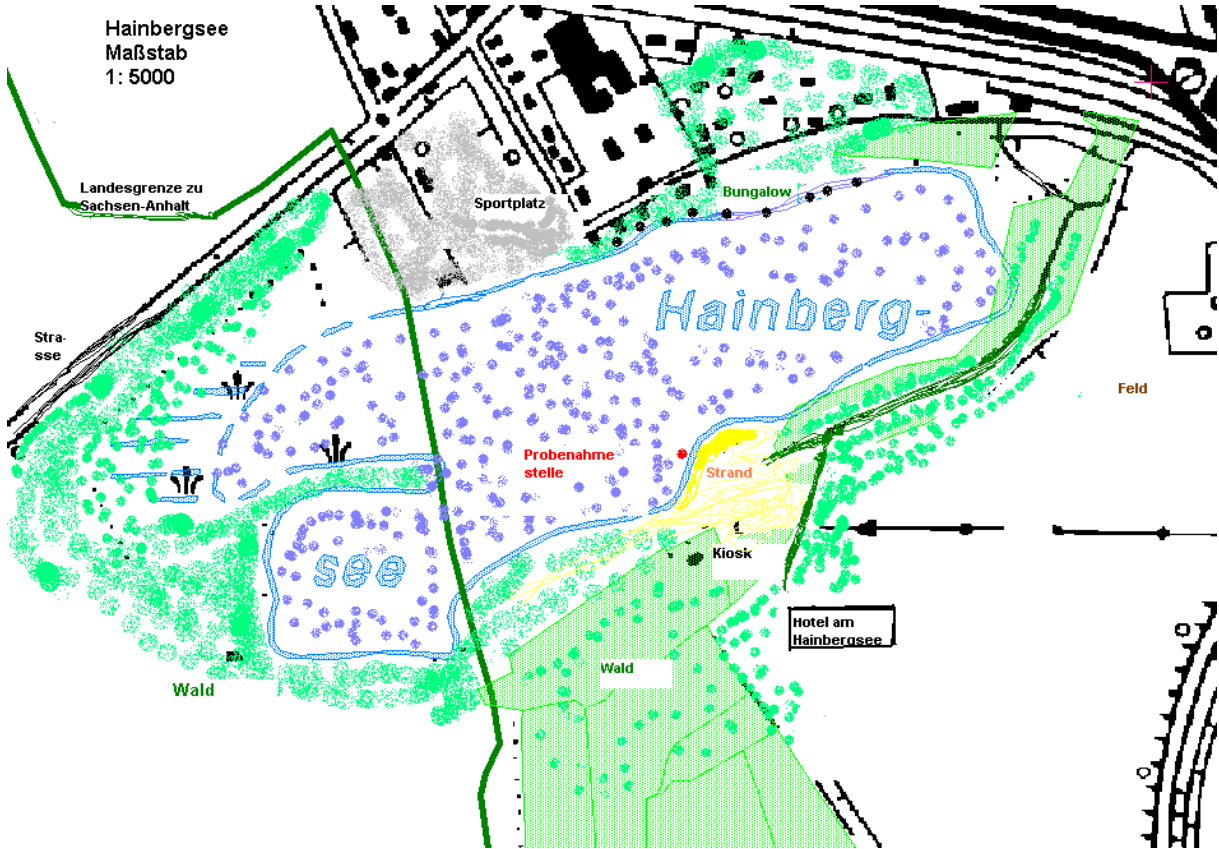 Hainbergsee
Maßstab
1: 5000
Landesgrenze zu
Sachsen-Anhalt
Sportplatz
Bungalow
Hainberg-
Stra-
sse
Feld
Probenahme
stelle
Strand
Kiosk
see
Hotel am
Hainbergsee
Wald
Wald